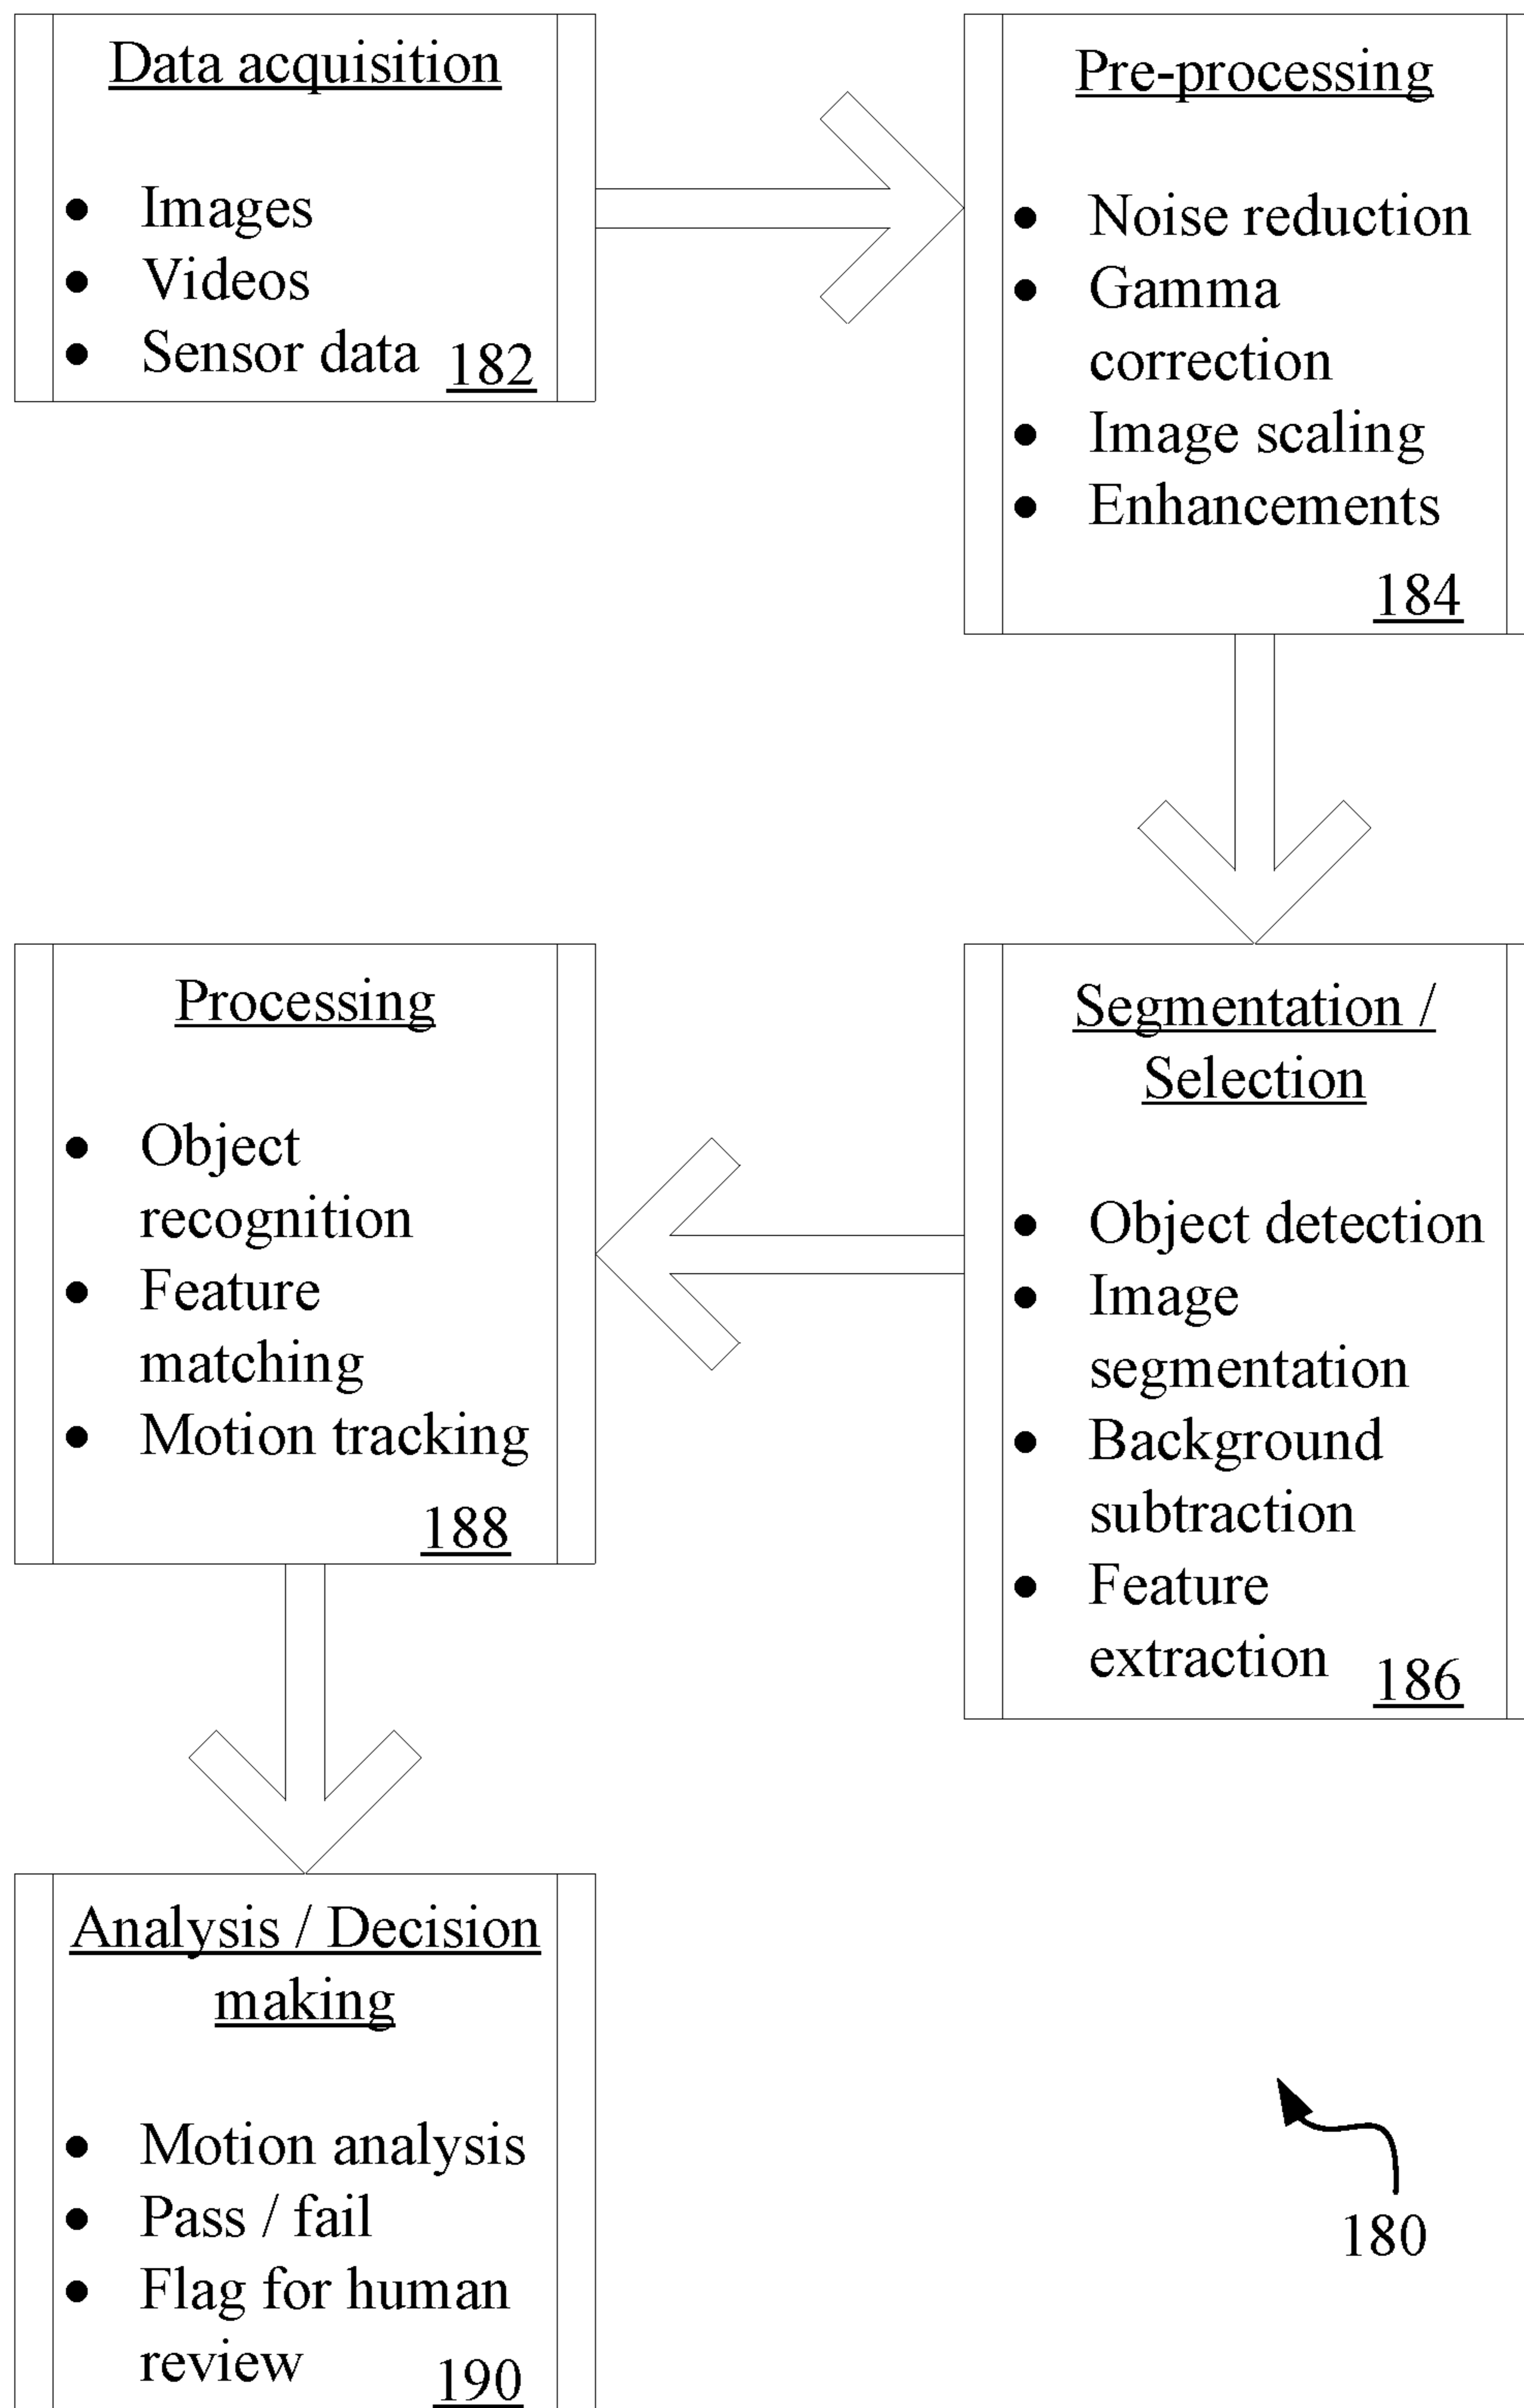 Data acquisition
● Images
● Videos
● Sensor data
182
Pre-processing
● Noise reduction
● Gamma
correction
● Image scaling
● Enhancements
184
Segmentation /
Selection
● Object detection
● Image
segmentation
● Background
subtraction
● Feature
extraction
186
Processing
● Object
recognition
● Feature
matching
● Motion tracking
188
Analysis / Decision
making
● Motion analysis
● Pass / fail
● Flag for human
review
190
180